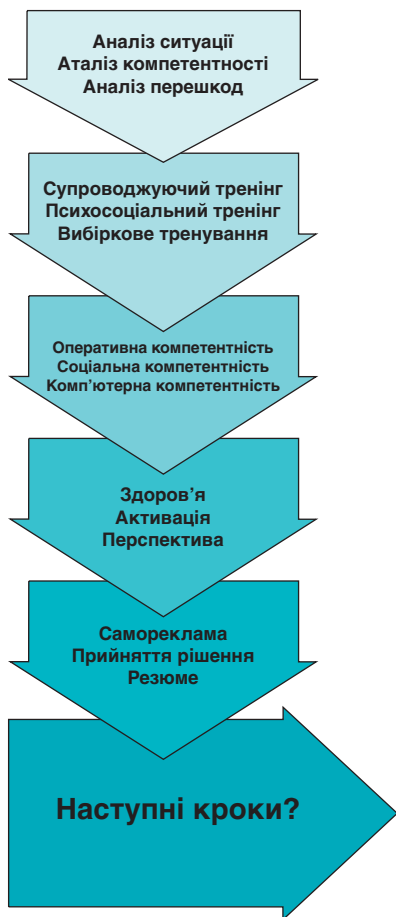 Аналіз ситуації
Аталіз компетентності
Аналіз перешкод
Супроводжуючий тренінг
Психосоціальний тренінг
Вибіркове тренування
Оперативна компетентність
Соціальна компетентність
Комп’ютерна компетентність
Здоров’я
Активація
Перспектива
Самореклама
Прийняття рішення
Резюме
Наступні кроки?